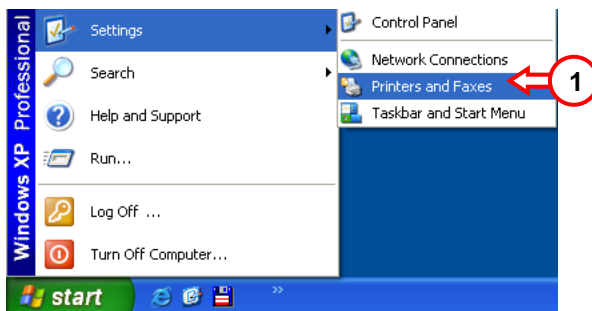 Windows XP Professional
Settings
Search
Help and Support
Run...
Log Off ...
Turn Off Computer...
Control Panel
Network Connections
Printers and Faxes
Taskbar and Start Menu
1
start
»